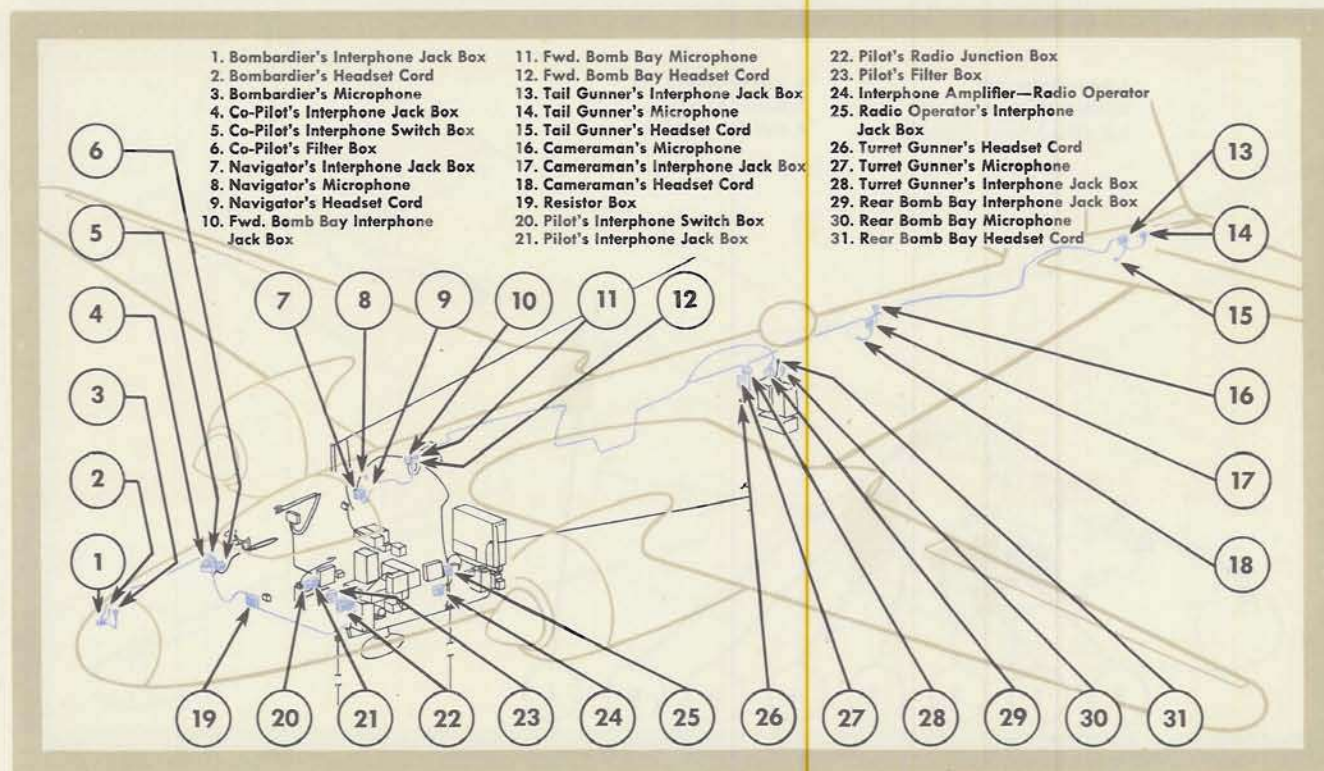 1. Bombardier's Interphone Jack Box
2. Bombardier's Headset Cord
3. Bombardier's Microphone
4. Co-Pilot's Interphone Jack Box
5. Co-Pilot's Interphone Switch Box
6. Co-Pilot's Filter Box
7. Navigator's Interphone Jack Box
8. Navigator's Microphone
9. Navigator's Headset Cord
10. Fwd. Bomb Bay Interphone
Jack Box
11. Fwd. Bomb Bay Microphone
12. Fwd. Bomb Bay Headset Cord
13. Tail Gunner's Interphone Jack Box
14. Tail Gunner's Microphone
15. Tail Gunner's Headset Cord
16. Cameraman's Microphone
17. Cameraman's Interphone Jack Box
18. Cameraman's Headset Cord
19. Resistor Box
20. Pilot's Interphone Switch Box
21. Pilot's Interphone Jack Box
22. Pilot's Radio Junction Box
23. Pilot's Filter Box
24. Interphone Amplifier—Radio Operator
25. Radio Operator's Interphone
Jack Box
26. Turret Gunner's Headset Cord
27. Turret Gunner's Microphone
28. Turret Gunner's Interphone Jack Box
29. Rear Bomb Bay Interphone Jack Box
30. Rear Bomb Bay Microphone
31. Rear Bomb Bay Headset Cord
6
5
4
3
2
1
7
8
9
10
11
12
13
14
15
16
17
18
19
20
21
22
23
24
25
26
27
28
29
30
31